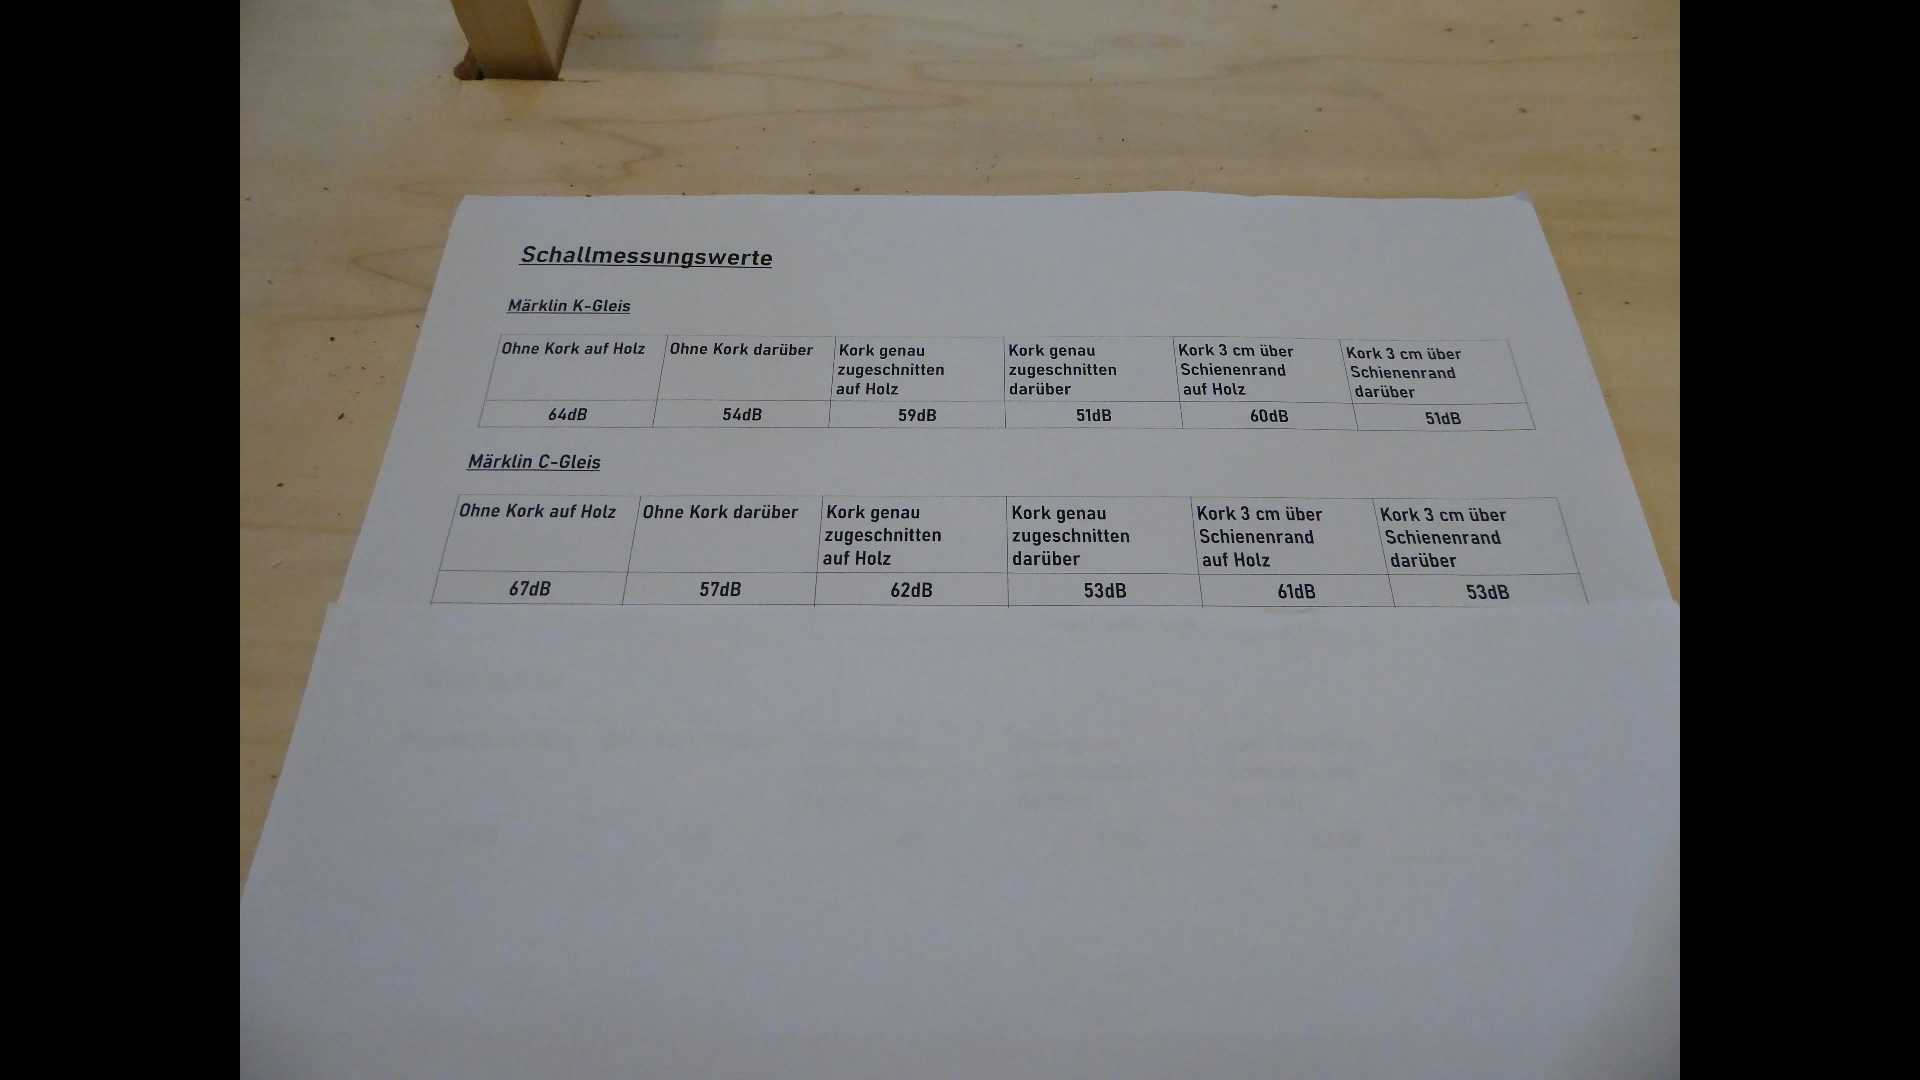 Schallmessungswerte
Märklin K-Gleis
Ohne Kork auf Holz
Ohne Kork darüber
Kork genau
zugeschnitten
auf Holz
Kork genau
zugeschnitten
darüber
Kork 3 cm über
Schienenrand
auf Holz
Kork 3 cm über
Schienenrand
darüber
64dB
54dB
59dB
51dB
60dB
51dB
Märklin C-Gleis
Ohne Kork auf Holz
Ohne Kork darüber
Kork genau
zugeschnitten
auf Holz
Kork genau
zugeschnitten
darüber
Kork 3 cm über
Schienenrand
auf Holz
Kork 3 cm über
Schienenrand
darüber
67dB
57dB
62dB
53dB
61dB
53dB